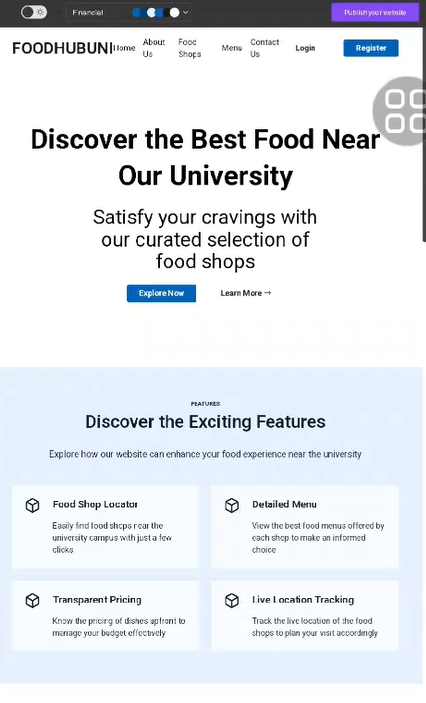 Financial
Publish your website
FOODHUBUNI
Home
About
Us
Food
Shops
Menu
Contact
Us
Login
Register
Discover the Best Food Near
Our University
Satisfy your cravings with
our curated selection of
food shops
Explore Now
Learn More →
FEATURES
Discover the Exciting Features
Explore how our website can enhance your food experience near the university
Food Shop Locator
Easily find food shops near the
university campus with just a few
clicks
Detailed Menu
View the best food menus offered by
each shop to make an informed
choice
Transparent Pricing
Know the pricing of dishes upfront to
manage your budget effectively
Live Location Tracking
Track the live location of the food
shops to plan your visit accordingly